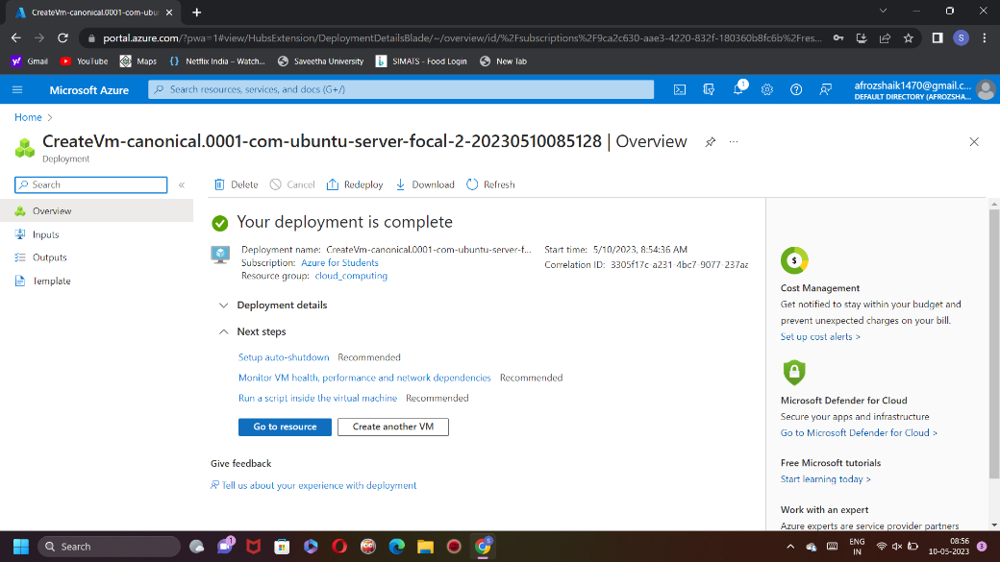 CreateVm-canonical.0001-com-ubu
portal.azure.com/?pwa=1#view/HubsExtension/DeploymentDetailsBlade/~/overview/id/%2Fsubscriptions%2F9ca2c630-aae3-4220-832f-180360b8fc6b%2Fres...
Gmail YouTube Maps Netflix India – Watch... Saveetha University SIMATS - Food Login New Tab
Microsoft Azure Search resources, services, and docs (G+/) 1 afrozshaik1470@gmail.c...
DEFAULT DIRECTORY (AFROZSHA...
Home >
CreateVm-canonical.0001-com-ubuntu-server-focal-2-20230510085128 | Overview
Deployment
Search « Delete Cancel Redeploy Download Refresh
Overview
Inputs
Outputs
Template
Your deployment is complete
Deployment name: CreateVm-canonical.0001-com-ubuntu-server-f... Start time: 5/10/2023, 8:54:36 AM
Subscription: Azure for Students Correlation ID: 3305f17c-a231-4bc7-9077-237aa
Resource group: cloud_computing
Deployment details
Next steps
Setup auto-shutdown Recommended
Monitor VM health, performance and network dependencies Recommended
Run a script inside the virtual machine Recommended
Go to resource Create another VM
Give feedback
Tell us about your experience with deployment
Cost Management
Get notified to stay within your budget and
prevent unexpected charges on your bill.
Set up cost alerts >
Microsoft Defender for Cloud
Secure your apps and infrastructure
Go to Microsoft Defender for Cloud >
Free Microsoft tutorials
Start learning today >
Work with an expert
Azure experts are service provider partners
Search 1 ENG 08:56
IN 10-05-2023 3